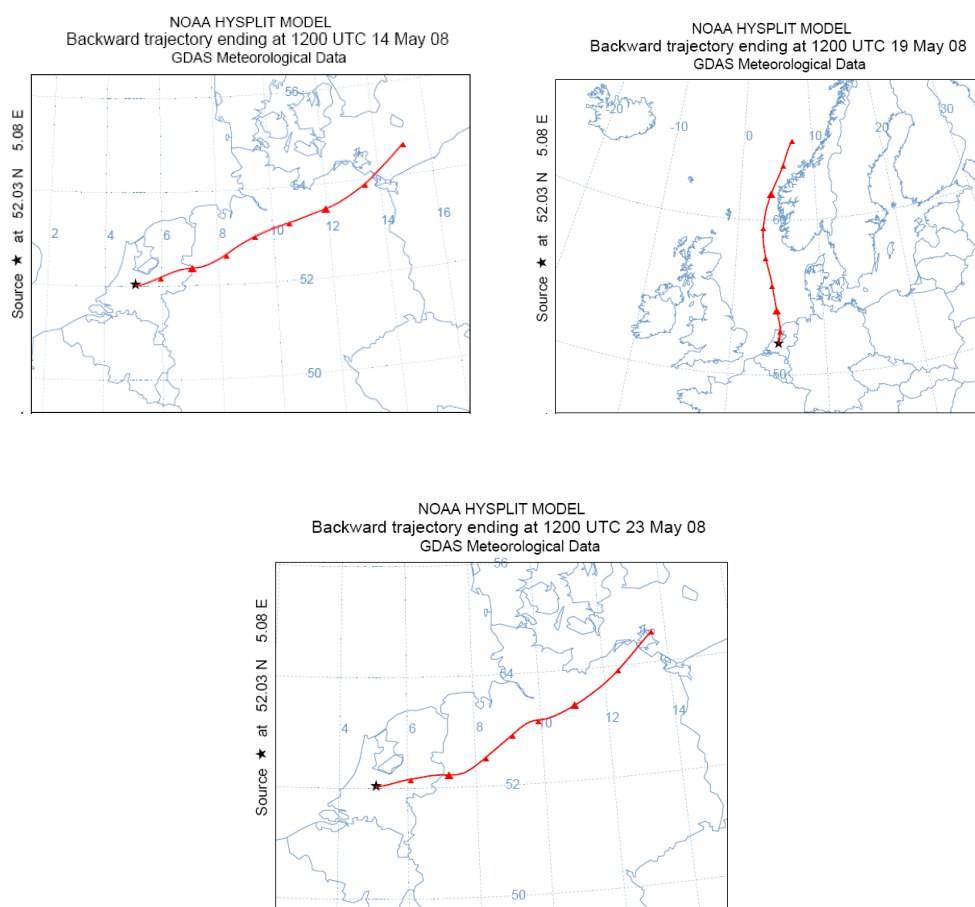 NOAA HYSPLIT MODEL
Backward trajectory ending at 1200 UTC 14 May 08
GDAS Meteorological Data
Source ★ at 52.03 N 5.08 E
56
54
52
50
2
4
6
8
10
12
14
16
NOAA HYSPLIT MODEL
Backward trajectory ending at 1200 UTC 19 May 08
GDAS Meteorological Data
Source ★ at 52.03 N 5.08 E
-20
-10
0
10
20
30
60
50
NOAA HYSPLIT MODEL
Backward trajectory ending at 1200 UTC 23 May 08
GDAS Meteorological Data
Source ★ at 52.03 N 5.08 E
56
54
4
6
8
10
12
14
52
50